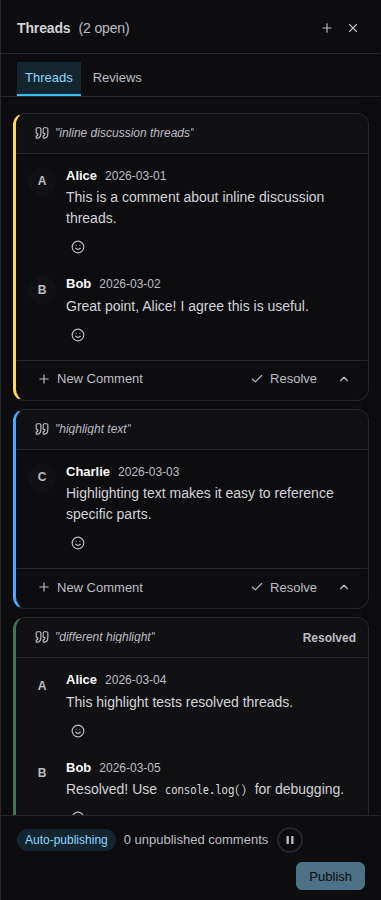 Threads (2 open)
Threads Reviews
"inline discussion threads"
A Alice 2026-03-01
This is a comment about inline discussion
threads.
B Bob 2026-03-02
Great point, Alice! I agree this is useful.
New Comment Resolve
"highlight text"
C Charlie 2026-03-03
Highlighting text makes it easy to reference
specific parts.
New Comment Resolve
"different highlight" Resolved
A Alice 2026-03-04
This highlight tests resolved threads.
B Bob 2026-03-05
Resolved! Use console.log() for debugging.
Auto-publishing 0 unpublished comments
Publish